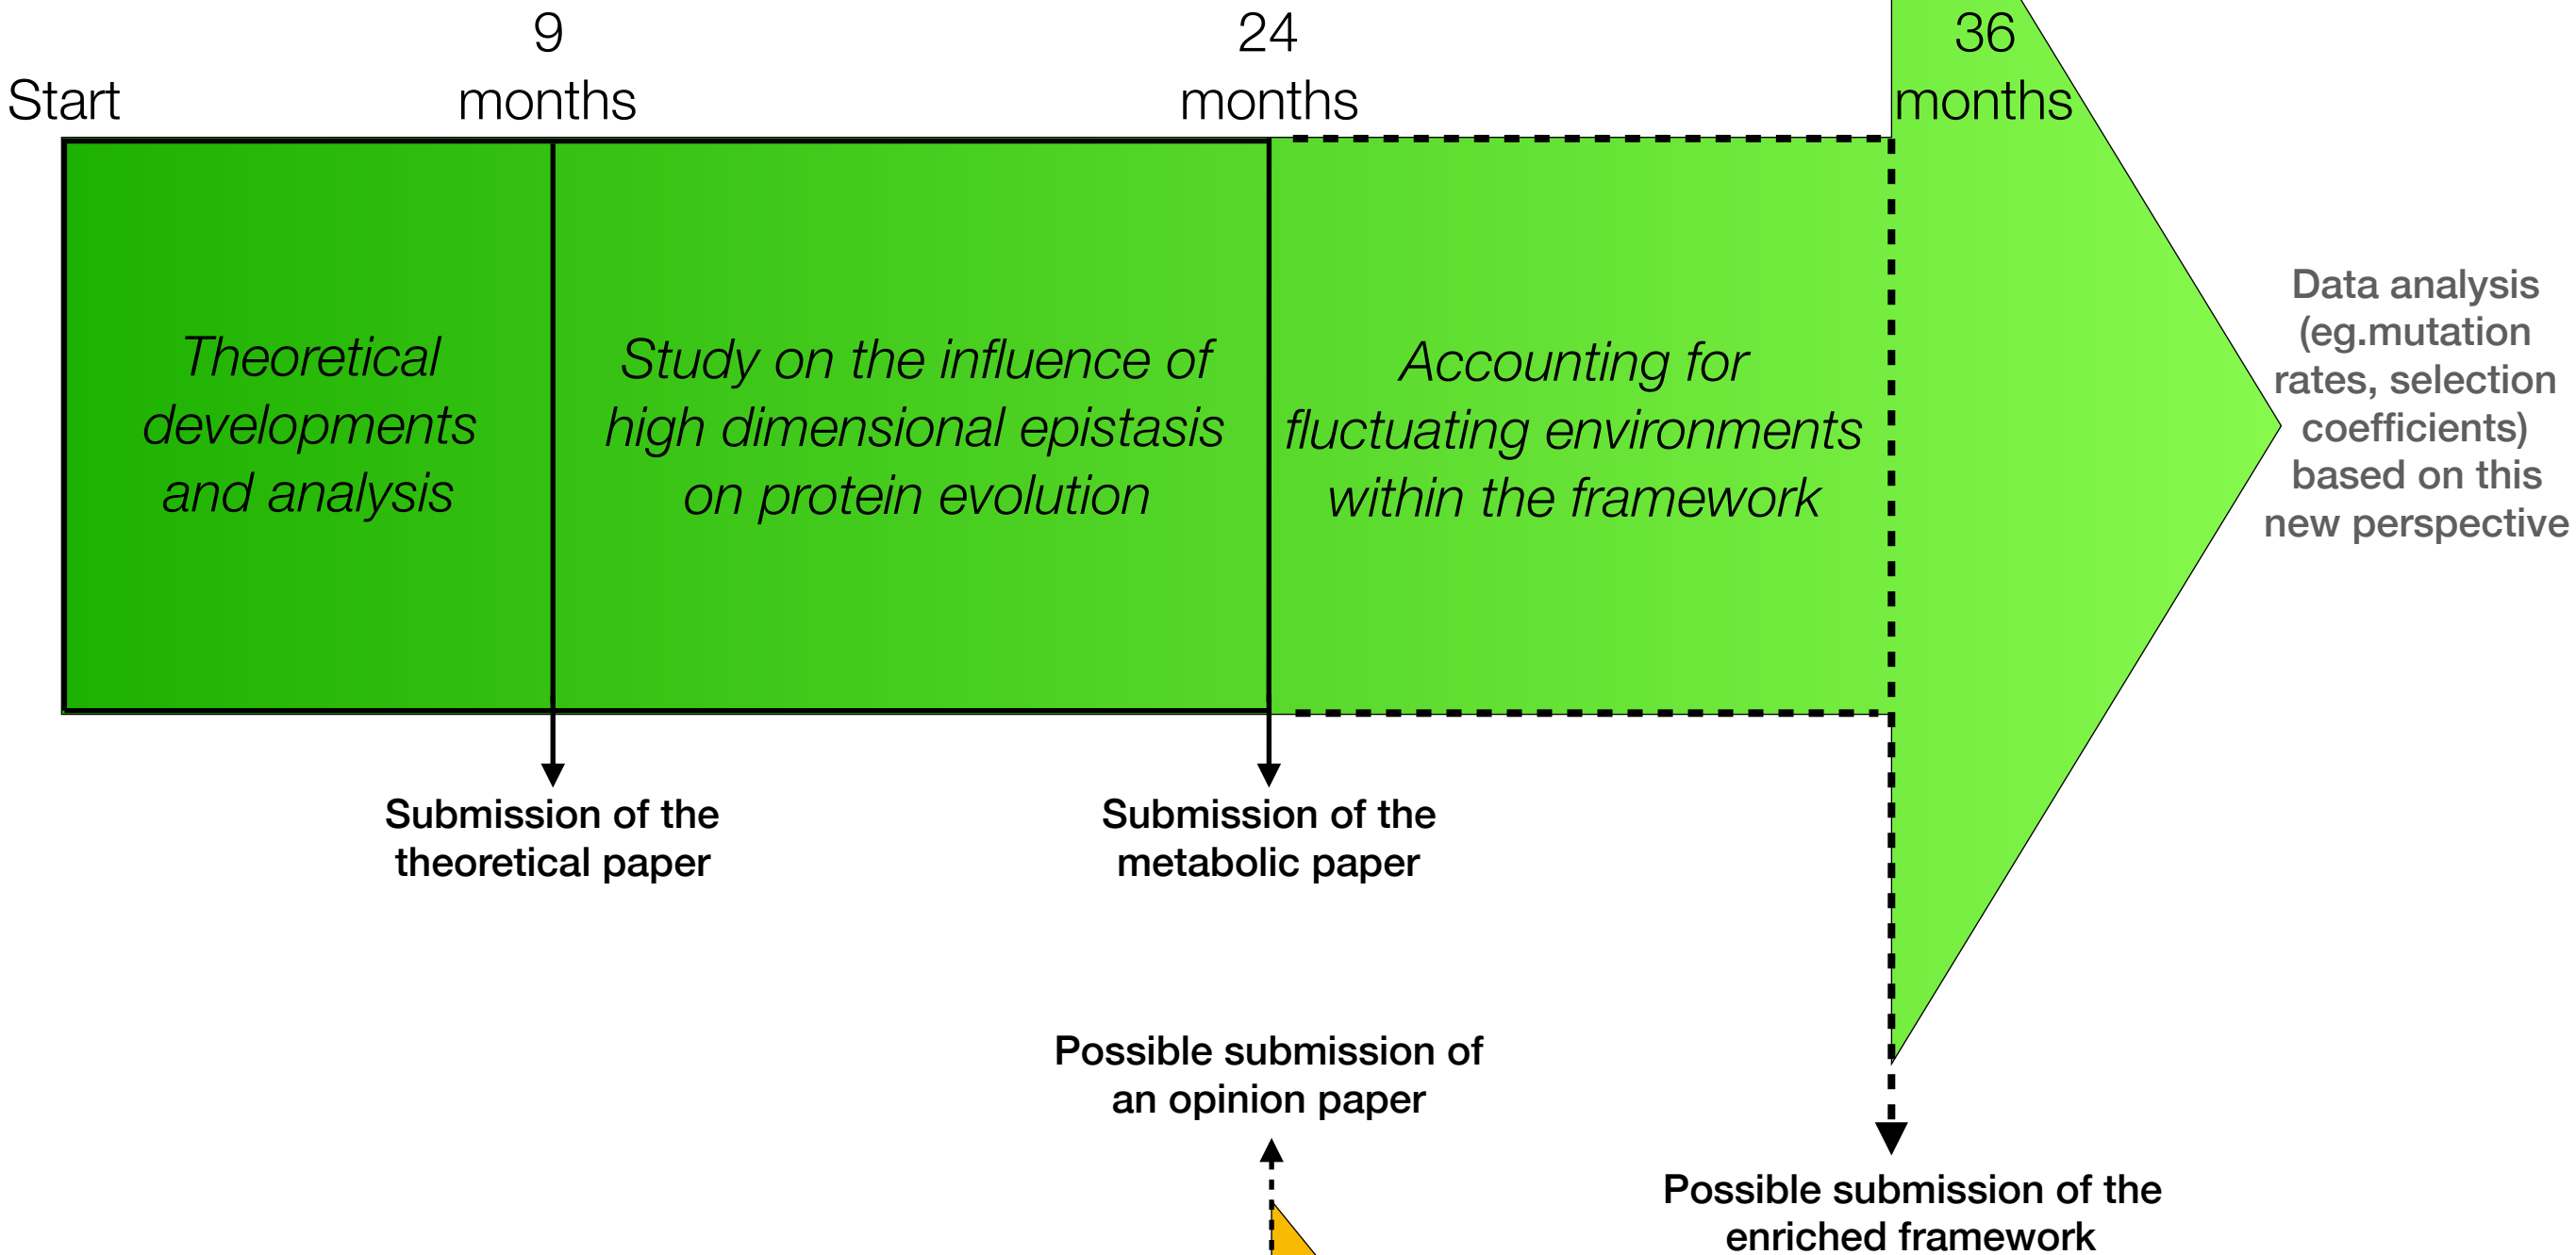 Start
9
months
24
months
36
months
Theoretical
developments
and analysis
Study on the influence of
high dimensional epistasis
on protein evolution
Accounting for
fluctuating environments
within the framework
Data analysis
(eg.mutation
rates, selection
coefficients)
based on this
new perspective
Submission of the
theoretical paper
Submission of the
metabolic paper
Possible submission of
an opinion paper
Possible submission of the
enriched framework